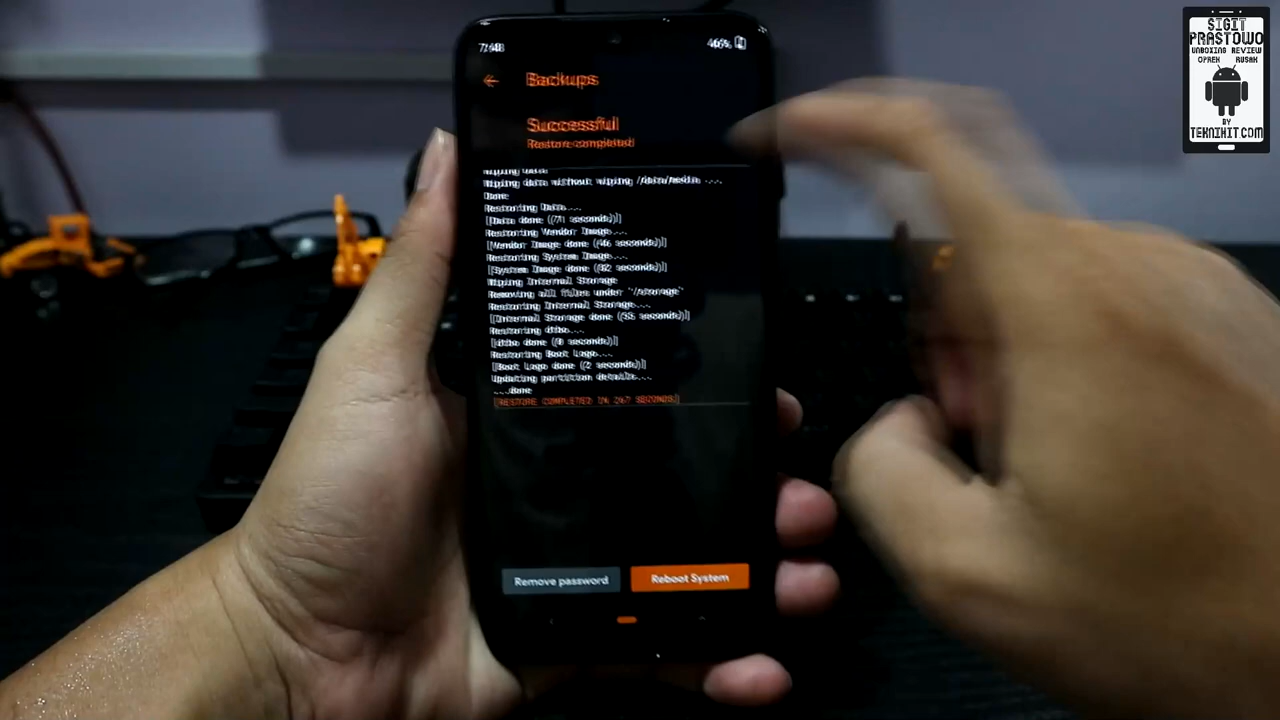 Backups
Successful
Restore completed
Wiping data
Wiping data without wiping /data/media ...
Done
Restoring Data...
[Data done (71 seconds)]
Restoring Vendor Image...
[Vendor Image done (46 seconds)]
Restoring System Image...
[System Image done (82 seconds)]
Wiping Internal Storage
Removing all files under '/storage'
Restoring Internal Storage...
[Internal Storage done (55 seconds)]
Restoring dtbo...
[dtbo done (0 seconds)]
Restoring Boot Logo...
[Boot Logo done (2 seconds)]
Updating partition details...
...done
[RESTORE COMPLETED IN 267 SECONDS]
Remove password
Reboot System
SIGIT
PRASTOWO
UNBOXING REVIEW
OPREK RUSAK
BY
TEKNIHIT.COM